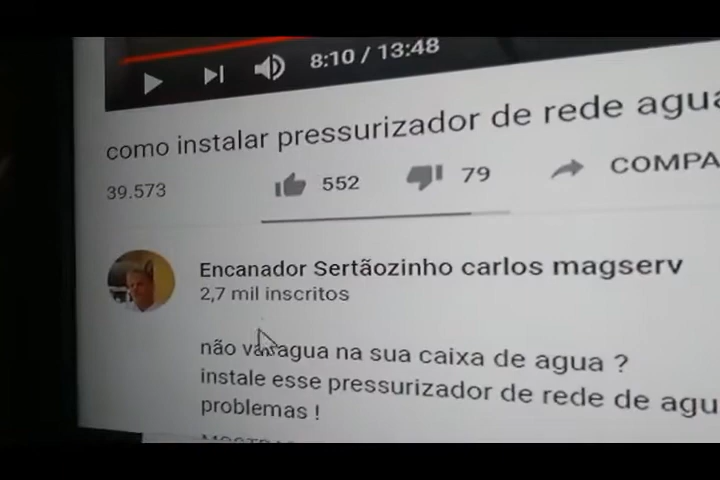 8:10 / 13:48
como instalar pressurizador de rede agua
39.573 552 79 COMPA
Encanador Sertãozinho carlos magserv
2,7 mil inscritos
não agua na sua caixa de agua ?
instale esse pressurizador de rede de agu
problemas !